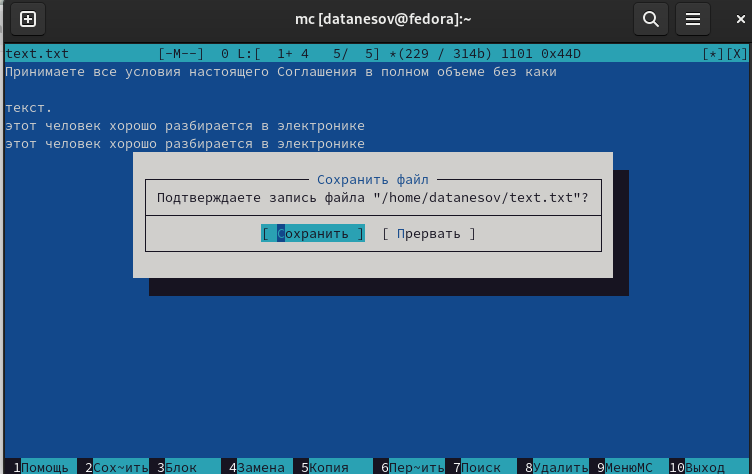 mc [datanesov@fedora]:~
text.txt [-M--] 0 L:[ 1+ 4 5/ 5] *(229 / 314b) 1101 0x44D [*][X]
Принимаете все условия настоящего Соглашения в полном объеме без каки
текст.
этот человек хорошо разбирается в электронике
этот человек хорошо разбирается в электронике
Сохранить файл
Подтверждаете запись файла "/home/datanesov/text.txt"?
[ Сохранить ] [ Прервать ]
1Помощь 2Сох~ить 3Блок 4Замена 5Копия 6Пер~ить 7Поиск 8Удалить 9МенюMC 10Выход